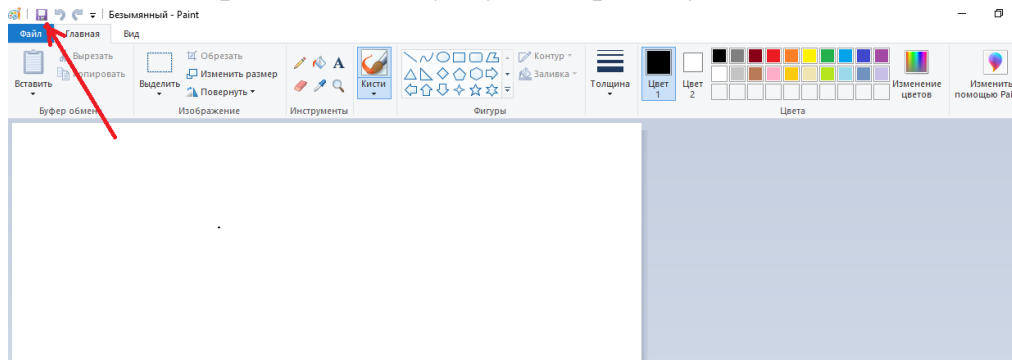 Безымянный - Paint
Файл Главная Вид
Вставить
Вырезать
Копировать
Буфер обмена
Выделить
Обрезать
Изменить размер
Повернуть
Изображение
A
Инструменты
Кисти
Контур
Заливка
Фигуры
Толщина
Цвет 1
Цвет 2
Изменение цветов
Цвета
Изменить
помощью Pai